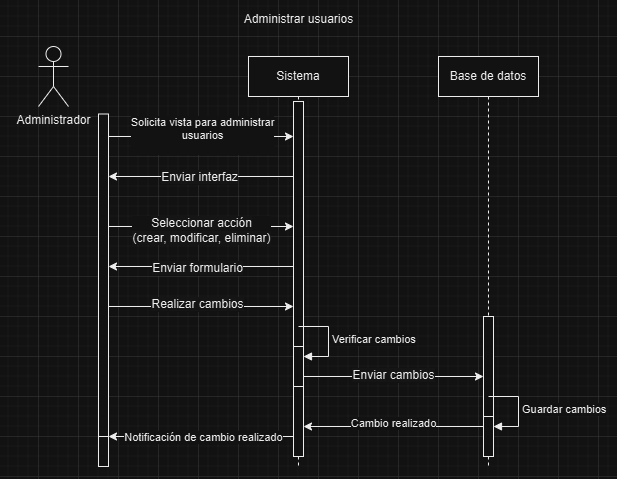 Administrar usuarios
Sistema
Base de datos
Administrador
Solicita vista para administrar
usuarios
Enviar interfaz
Seleccionar acción
(crear, modificar, eliminar)
Enviar formulario
Realizar cambios
Verificar cambios
Enviar cambios
Guardar cambios
Cambio realizado
Notificación de cambio realizado